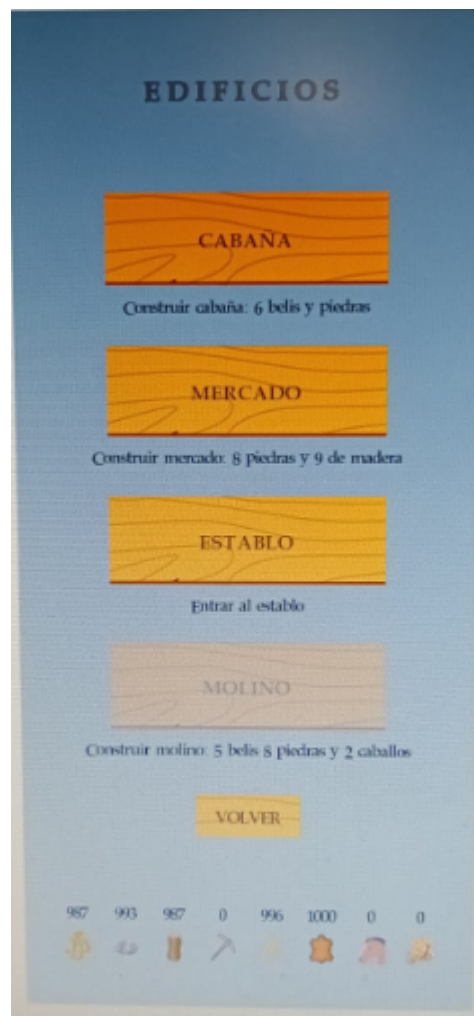 EDIFICIOS
CABAÑA
Construir cabaña: 6 belis y piedras
MERCADO
Construir mercado: 8 piedras y 9 de madera
ESTABLO
Entrar al establo
MOLINO
Construir molino: 5 belis 8 piedras y 2 caballos
VOLVER
987 993 987 0 996 1000 0 0